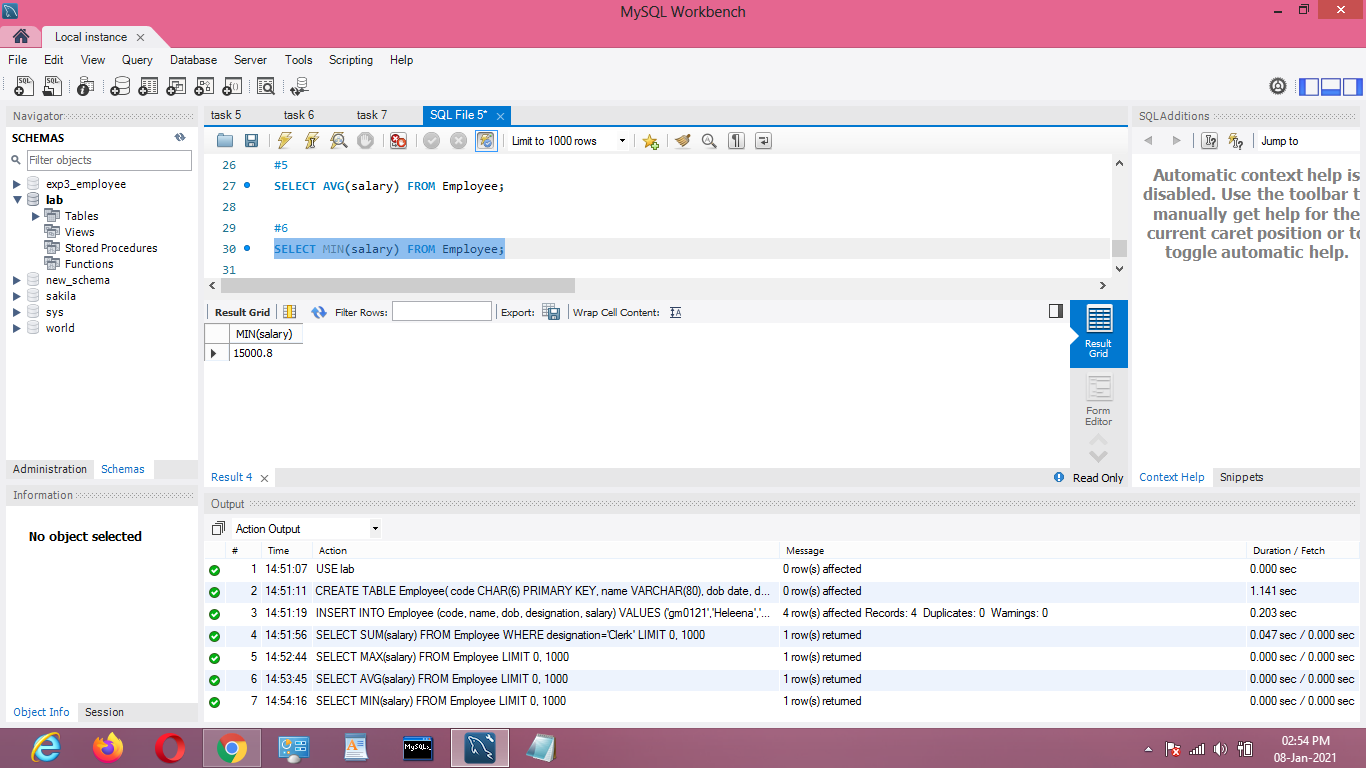 MySQL Workbench
Local instance
File Edit View Query Database Server Tools Scripting Help
Navigator
SCHEMAS
Filter objects
exp3_employee
lab
Tables
Views
Stored Procedures
Functions
new_schema
sakila
sys
world
Administration Schemas
Information
No object selected
Object Info Session
task 5 task 6 task 7 SQL File 5*
Limit to 1000 rows
26 #5
27 SELECT AVG(salary) FROM Employee;
28
29 #6
30 SELECT MIN(salary) FROM Employee;
31
Result Grid Filter Rows: Export: Wrap Cell Content:
MIN(salary)
15000.8
Result Grid
Form Editor
Result 4 Read Only
SQLAdditions
Jump to
Automatic context help is
disabled. Use the toolbar t
manually get help for the
current caret position or to
toggle automatic help.
Context Help Snippets
Output
Action Output
# Time Action Message Duration / Fetch
1 14:51:07 USE lab 0 row(s) affected 0.000 sec
2 14:51:11 CREATE TABLE Employee( code CHAR(6) PRIMARY KEY, name VARCHAR(80), dob date, d... 0 row(s) affected 1.141 sec
3 14:51:19 INSERT INTO Employee (code, name, dob, designation, salary) VALUES ('gm0121','Heleena','... 4 row(s) affected Records: 4 Duplicates: 0 Warnings: 0 0.203 sec
4 14:51:56 SELECT SUM(salary) FROM Employee WHERE designation='Clerk' LIMIT 0, 1000 1 row(s) returned 0.047 sec / 0.000 sec
5 14:52:44 SELECT MAX(salary) FROM Employee LIMIT 0, 1000 1 row(s) returned 0.000 sec / 0.000 sec
6 14:53:45 SELECT AVG(salary) FROM Employee LIMIT 0, 1000 1 row(s) returned 0.000 sec / 0.000 sec
7 14:54:16 SELECT MIN(salary) FROM Employee LIMIT 0, 1000 1 row(s) returned 0.000 sec / 0.000 sec
02:54 PM
08-Jan-2021